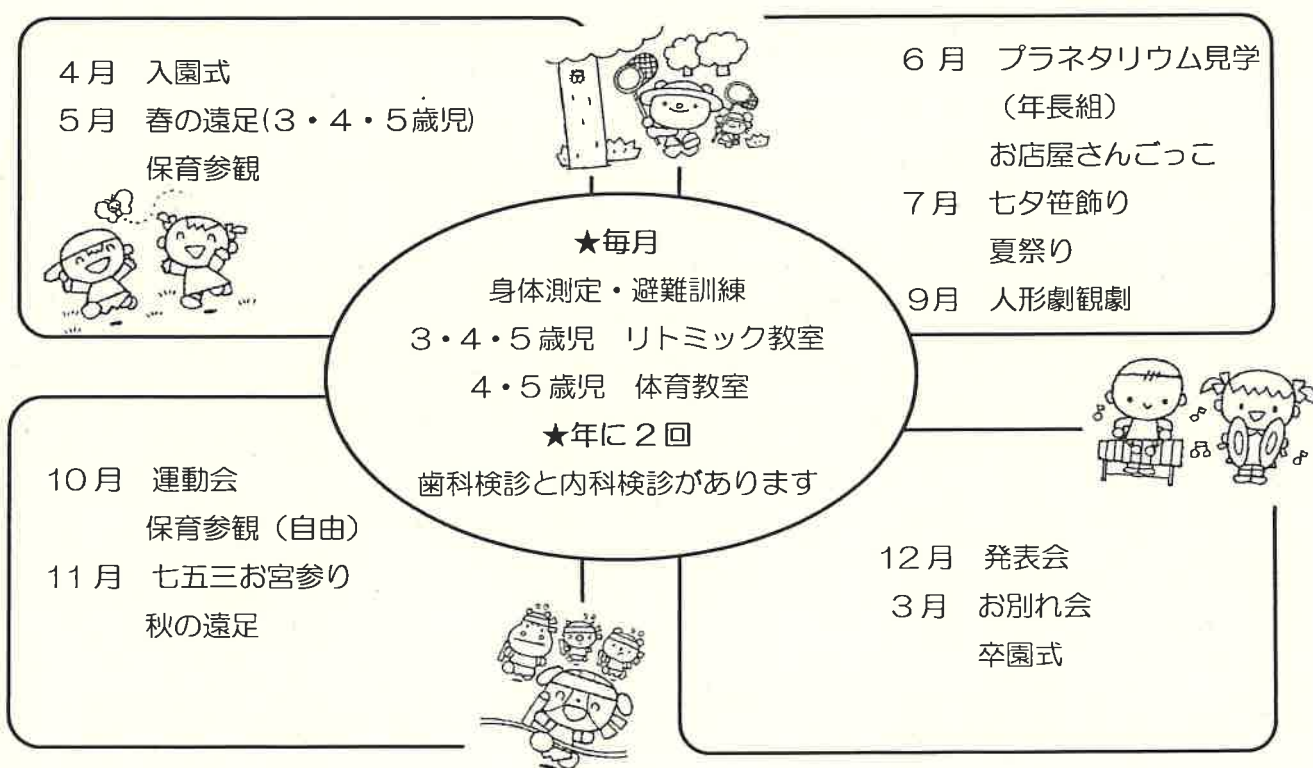 4月 入園式
5月 春の遠足(3・4・5歳児)
保育参観
6月 プラネタリウム見学
(年長組)
お店屋さんごっこ
7月 七夕笹飾り
夏祭り
9月 人形劇観劇
★毎月
身体測定・避難訓練
3・4・5歳児 リトミック教室
4・5歳児 体育教室
★年に2回
歯科検診と内科検診があります
10月 運動会
保育参観(自由)
11月 七五三お宮参り
秋の遠足
12月 発表会
3月 お別れ会
卒園式